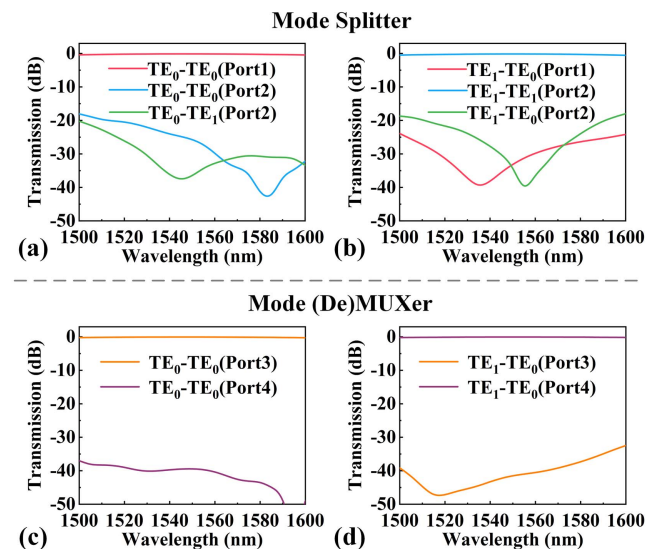 Mode Splitter
Transmission (dB)
0
-10
-20
-30
-40
-50
TE₀-TE₀(Port1)
TE₀-TE₀(Port2)
TE₀-TE₁(Port2)
1500 1520 1540 1560 1580 1600
Wavelength (nm)
(a)
Transmission (dB)
0
-10
-20
-30
-40
-50
TE₁-TE₀(Port1)
TE₁-TE₁(Port2)
TE₁-TE₀(Port2)
1500 1520 1540 1560 1580 1600
Wavelength (nm)
(b)
Mode (De)MUXer
Transmission (dB)
0
-10
-20
-30
-40
-50
TE₀-TE₀(Port3)
TE₀-TE₀(Port4)
1500 1520 1540 1560 1580 1600
Wavelength (nm)
(c)
Transmission (dB)
0
-10
-20
-30
-40
-50
TE₁-TE₀(Port3)
TE₁-TE₀(Port4)
1500 1520 1540 1560 1580 1600
Wavelength (nm)
(d)